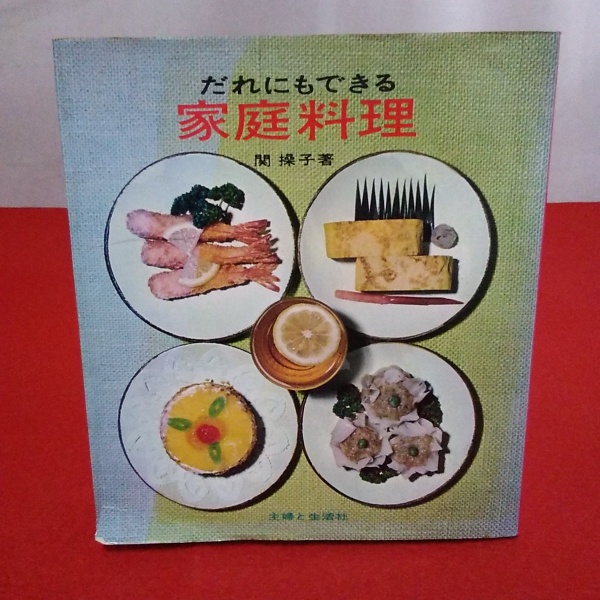 だれにもできる
家庭料理
関 操子著
主婦と生活社